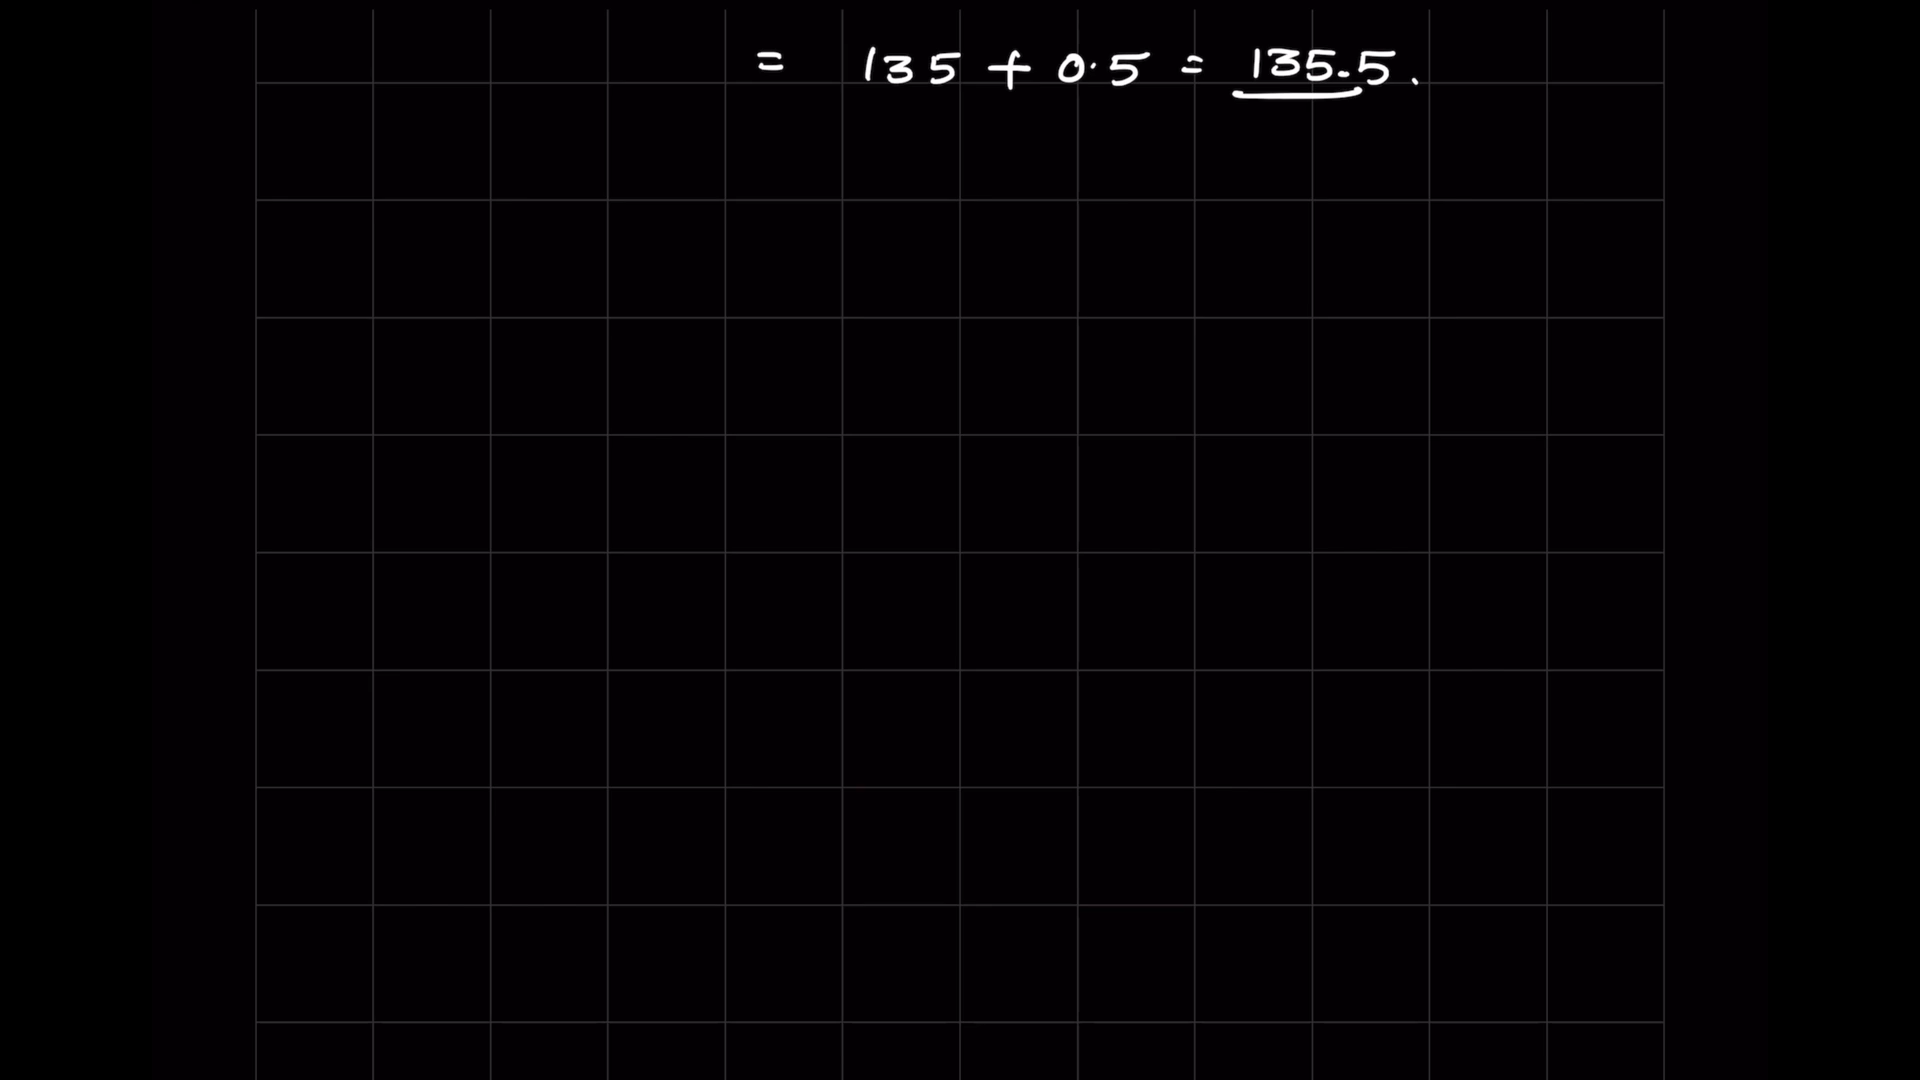 = 135 + 0.5 = 135.5.